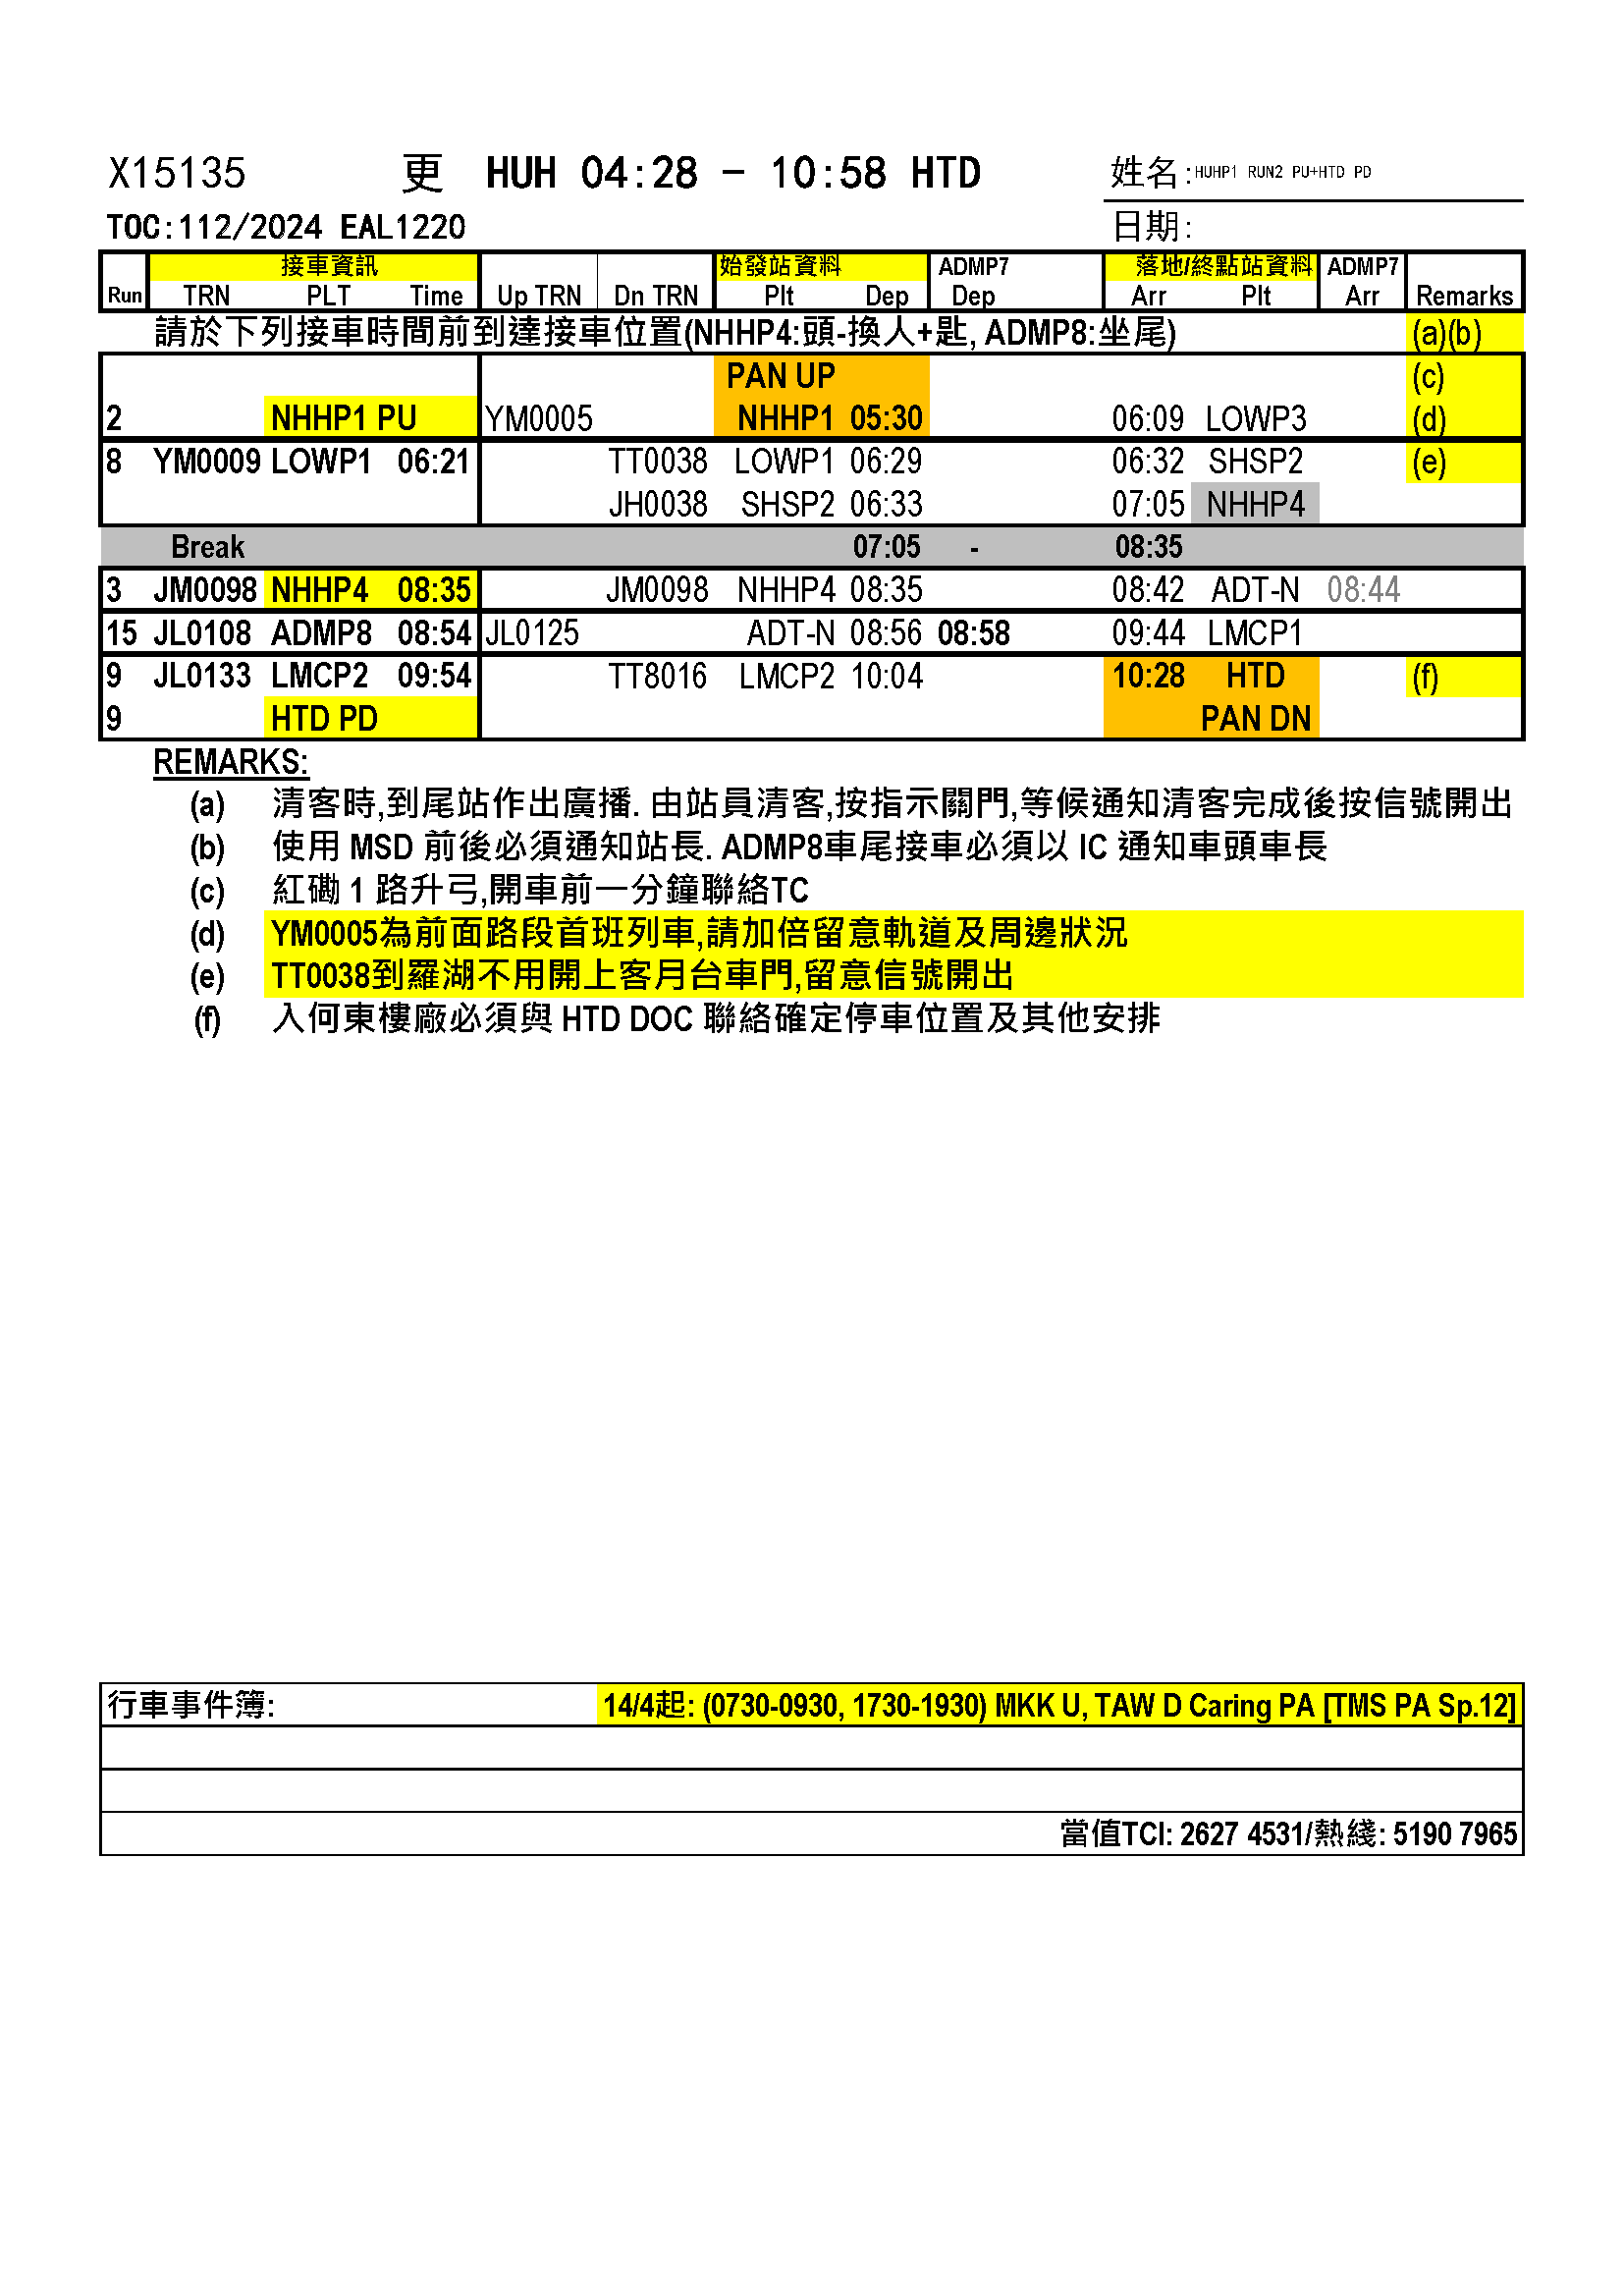 X15135 更 HUH 04:28 - 10:58 HTD 姓名:HUHP1 RUN2 PU+HTD PD
TOC:112/2024 EAL1220 日期:
接車資訊 始發站資料 ADMP7 落地/終點站資料 ADMP7
Run TRN PLT Time Up TRN Dn TRN Plt Dep Dep Arr Plt Arr Remarks
請於下列接車時間前到達接車位置(NHHP4:頭-換人+匙, ADMP8:坐尾) (a)(b)
PAN UP (c)
2 NHHP1 PU YM0005 NHHP1 05:30 06:09 LOWP3 (d)
8 YM0009 LOWP1 06:21 TT0038 LOWP1 06:29 06:32 SHSP2 (e)
JH0038 SHSP2 06:33 07:05 NHHP4
Break 07:05 - 08:35
3 JM0098 NHHP4 08:35 JM0098 NHHP4 08:35 08:42 ADT-N 08:44
15 JL0108 ADMP8 08:54 JL0125 ADT-N 08:56 08:58 09:44 LMCP1
9 JL0133 LMCP2 09:54 TT8016 LMCP2 10:04 10:28 HTD (f)
9 HTD PD PAN DN
REMARKS:
(a) 清客時,到尾站作出廣播. 由站員清客,按指示關門,等候通知清客完成後按信號開出
(b) 使用 MSD 前後必須通知站長. ADMP8車尾接車必須以 IC 通知車頭車長
(c) 紅磡 1 路升弓,開車前一分鐘聯絡TC
(d) YM0005為前面路段首班列車,請加倍留意軌道及周邊狀況
(e) TT0038到羅湖不用開上客月台車門,留意信號開出
(f) 入何東樓廠必須與 HTD DOC 聯絡確定停車位置及其他安排
行車事件簿: 14/4起: (0730-0930, 1730-1930) MKK U, TAW D Caring PA [TMS PA Sp.12]
當值TCI: 2627 4531/熱綫: 5190 7965